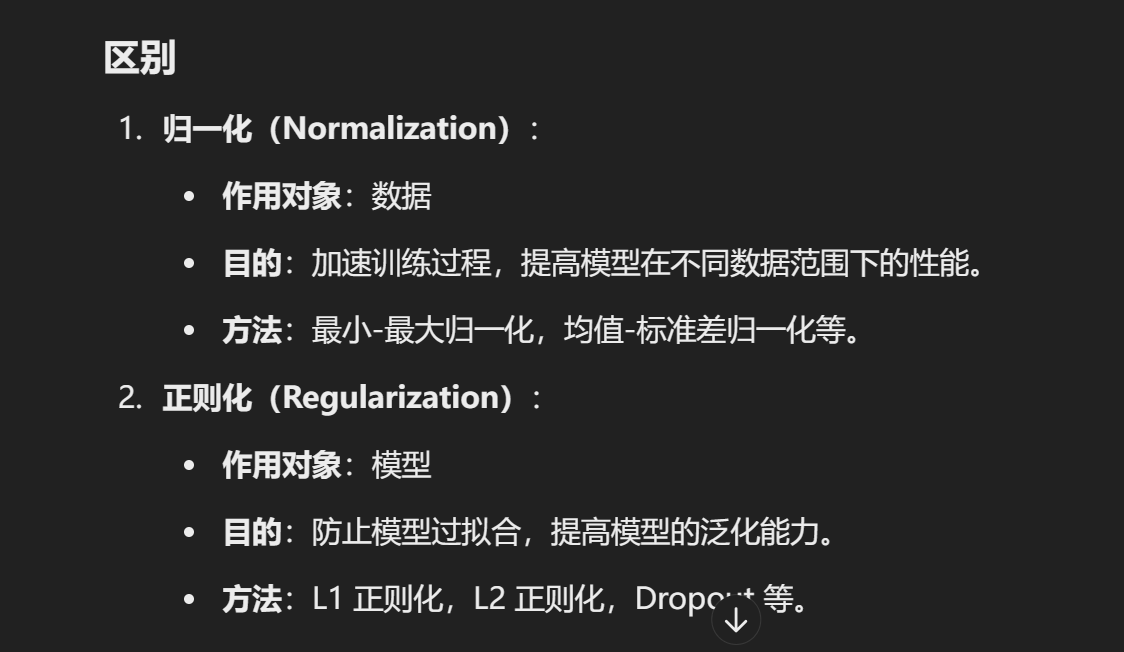 区别
1. 归一化（Normalization）：
• 作用对象：数据
• 目的：加速训练过程，提高模型在不同数据范围下的性能。
• 方法：最小-最大归一化，均值-标准差归一化等。
2. 正则化（Regularization）：
• 作用对象：模型
• 目的：防止模型过拟合，提高模型的泛化能力。
• 方法：L1 正则化，L2 正则化，Dropout 等。